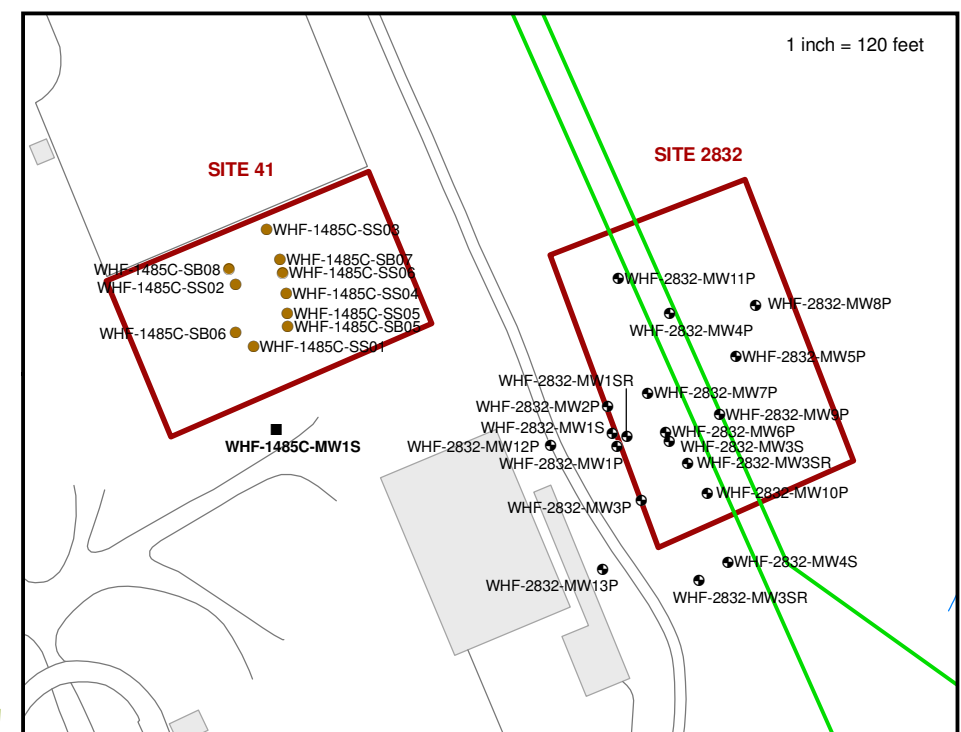 1 inch = 120 feet
SITE 41
WHF-1485C-SS03
WHF-1485C-SB07
WHF-1485C-SB08
WHF-1485C-SS06
WHF-1485C-SS02
WHF-1485C-SS04
WHF-1485C-SS05
WHF-1485C-SB05
WHF-1485C-SB06
WHF-1485C-SS01
WHF-1485C-MW1S
SITE 2832
WHF-2832-MW11P
WHF-2832-MW8P
WHF-2832-MW4P
WHF-2832-MW5P
WHF-2832-MW1SR
WHF-2832-MW7P
WHF-2832-MW2P
WHF-2832-MW9P
WHF-2832-MW1S
WHF-2832-MW6P
WHF-2832-MW12P
WHF-2832-MW3S
WHF-2832-MW1P
WHF-2832-MW3SR
WHF-2832-MW10P
WHF-2832-MW3P
WHF-2832-MW4S
WHF-2832-MW13P
WHF-2832-MW3SR